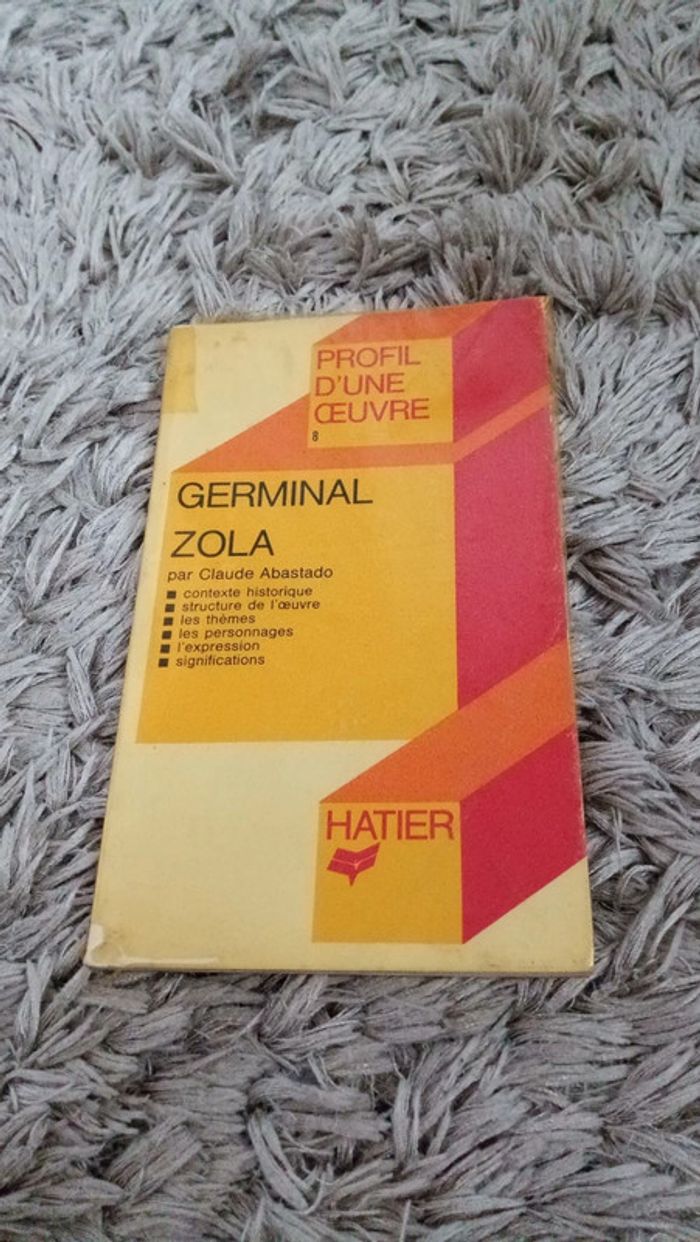 PROFIL
D'UNE
ŒUVRE
8
GERMINAL
ZOLA
par Claude Abastado
■ contexte historique
■ structure de l'œuvre
■ les thèmes
■ les personnages
■ l'expression
■ significations
HATIER